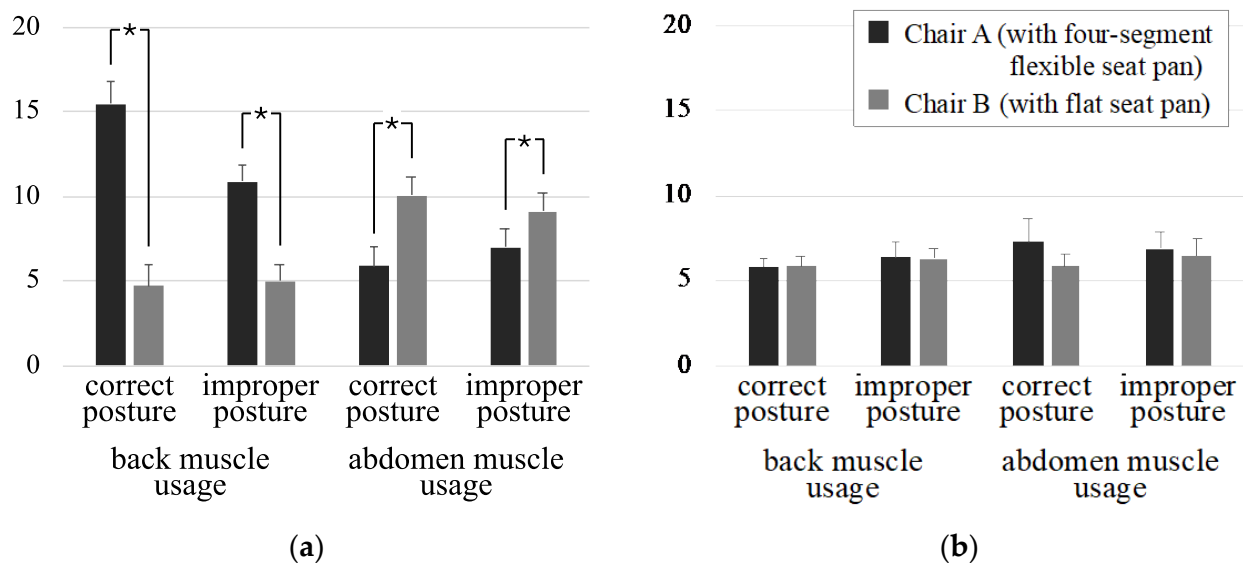 20
15
10
5
0
*
*
*
*
correct
posture
improper
posture
correct
posture
improper
posture
back muscle
usage
abdomen muscle
usage
(a)
20
15
10
5
0
Chair A (with four-segment
flexible seat pan)
Chair B (with flat seat pan)
correct
posture
improper
posture
correct
posture
improper
posture
back muscle
usage
abdomen muscle
usage
(b)